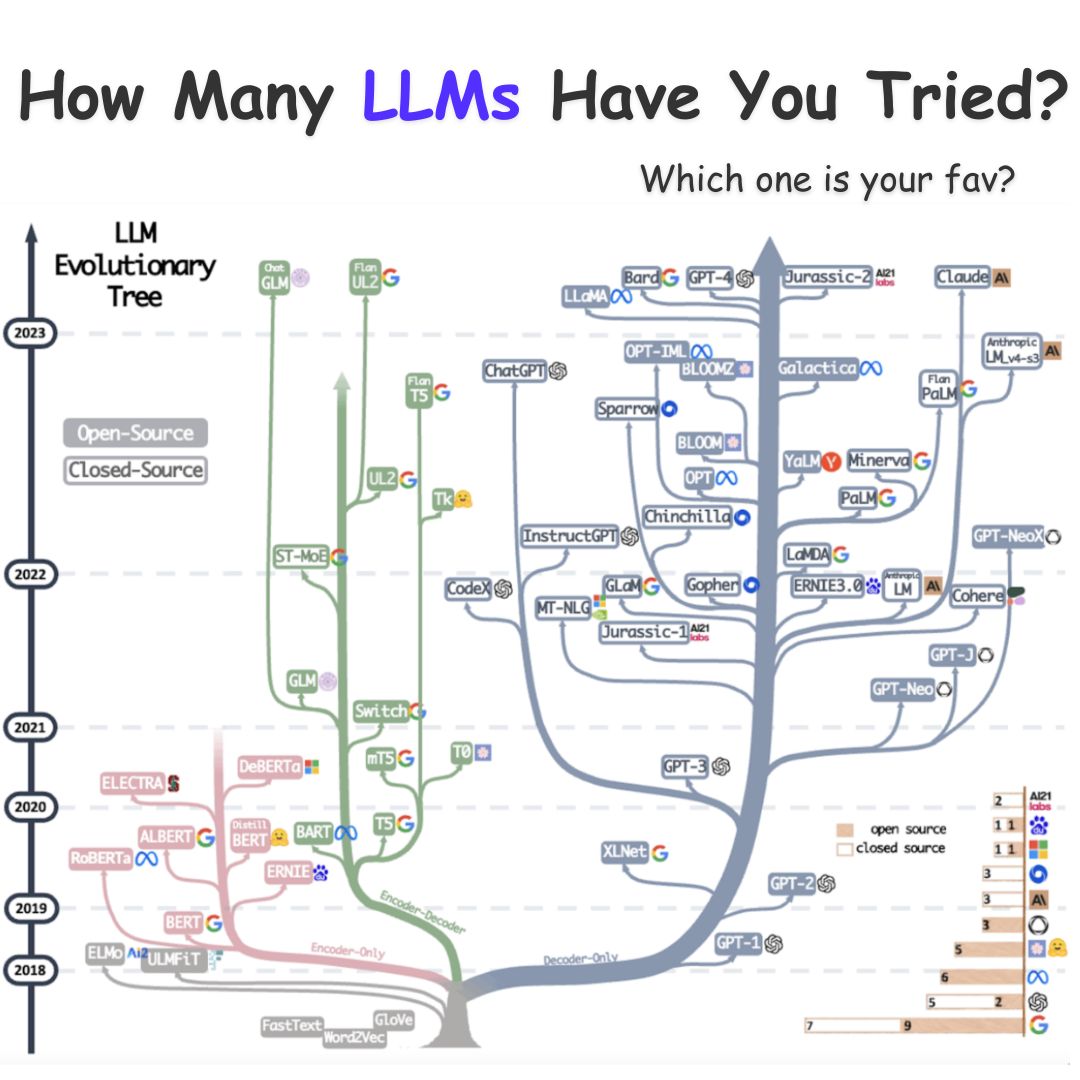 How Many LLMs Have You Tried?
Which one is your fav?
LLM
Evolutionary
Tree
2023
2022
2021
2020
2019
2018
Open-Source
Closed-Source
Chat
GLM
Flan
UL2
Flan
T5
UL2
Tk
ST-MoE
GLM
Switch
mT5
T0
T5
BART
DeBERTa
ELECTRA
ALBERT
Distill
BERT
RoBERTa
ERNIE
BERT
ELMo
Ai2
ULMFiT
Encoder-Only
Encoder-Decoder
Decoder-Only
FastText
GloVe
Word2Vec
Bard
GPT-4
Jurassic-2
AI21
labs
Claude
A\
LLaMA
OPT-IML
BLOOMZ
Galactica
Anthropic
LM_v4-s3
A\
ChatGPT
Flan
PaLM
Sparrow
BLOOM
YaLM
Y
Minerva
OPT
PaLM
Chinchilla
InstructGPT
GPT-NeoX
LaMDA
CodeX
GLaM
Gopher
ERNIE3.0
Anthropic
LM
A\
Cohere
MT-NLG
Jurassic-1
AI21
labs
GPT-J
GPT-Neo
GPT-3
XLNet
GPT-2
GPT-1
open source
closed source
2
AI21
labs
1 1
du
1 1
3
3
A\
3
5
6
5 2
7 9